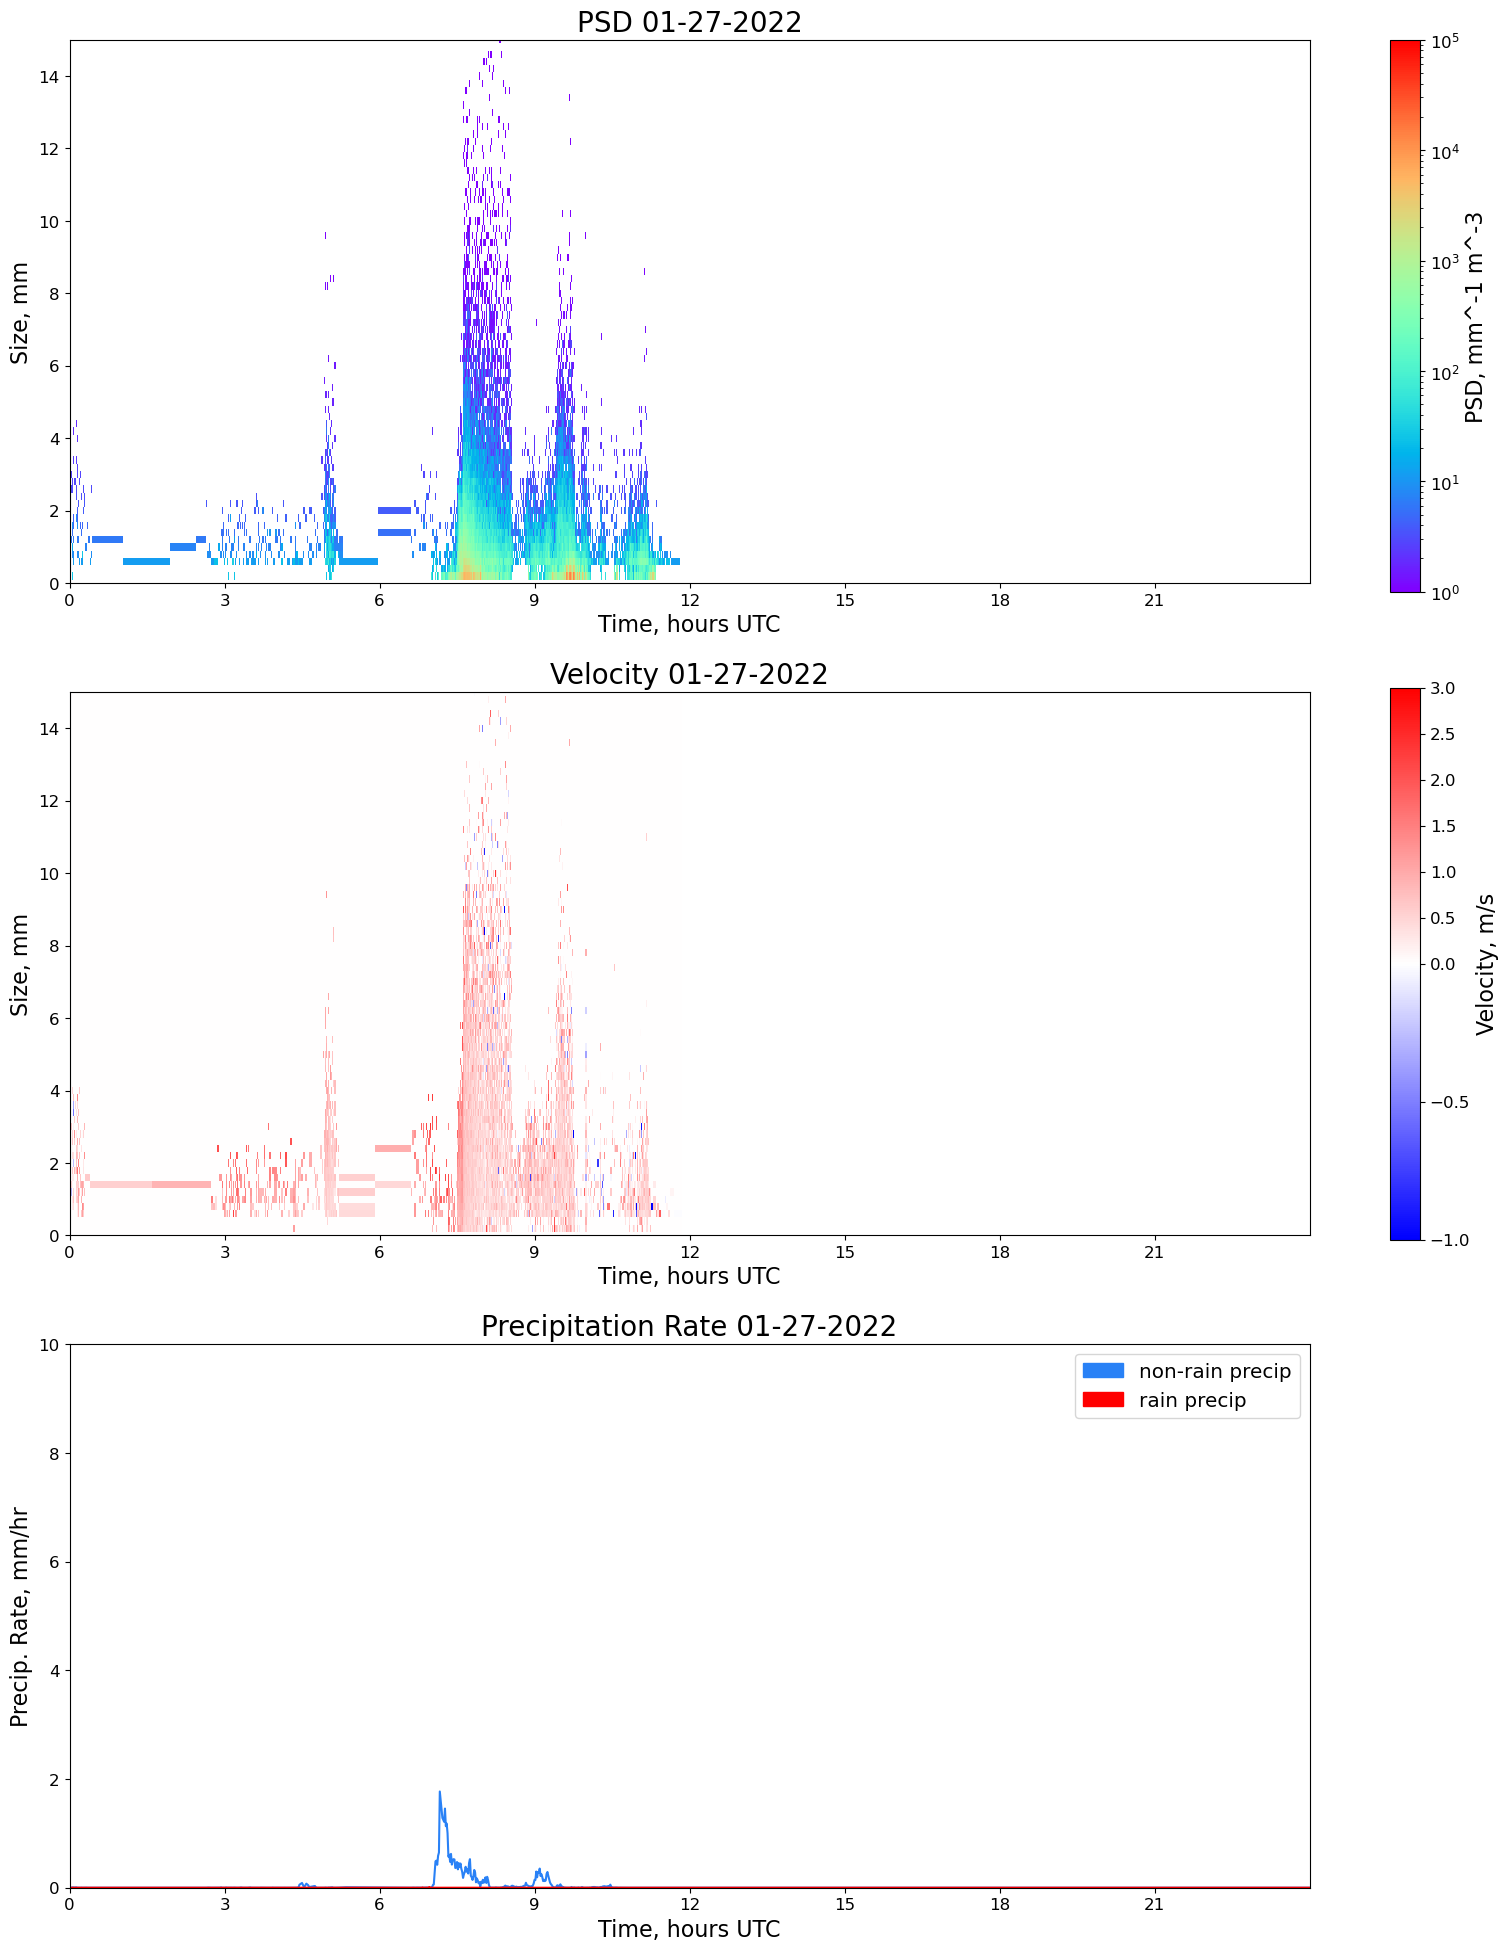 PSD 01-27-2022
14
12
10
8
6
4
2
0
Size, mm
0 3 6 9 12 15 18 21
Time, hours UTC
10^5
10^4
10^3
10^2
10^1
10^0
PSD, mm^-1 m^-3
Velocity 01-27-2022
14
12
10
8
6
4
2
0
Size, mm
0 3 6 9 12 15 18 21
Time, hours UTC
3.0
2.5
2.0
1.5
1.0
0.5
0.0
−0.5
−1.0
Velocity, m/s
Precipitation Rate 01-27-2022
10
8
6
4
2
0
Precip. Rate, mm/hr
non-rain precip
rain precip
0 3 6 9 12 15 18 21
Time, hours UTC